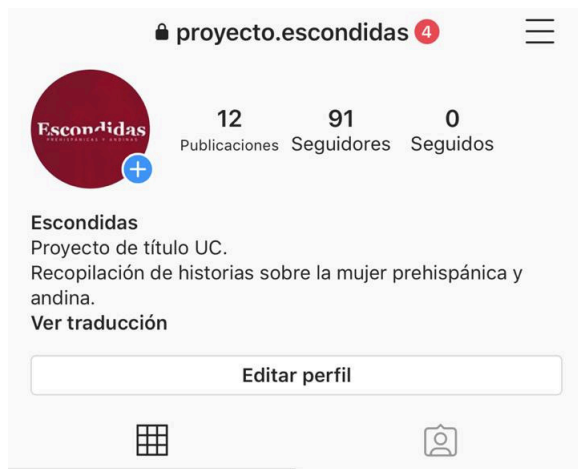 proyecto.escondidas 4
12 91 0
Publicaciones Seguidores Seguidos
Escondidas
PREHISPÁNICAS Y ANDINAS
Escondidas
Proyecto de título UC.
Recopilación de historias sobre la mujer prehispánica y
andina.
Ver traducción
Editar perfil